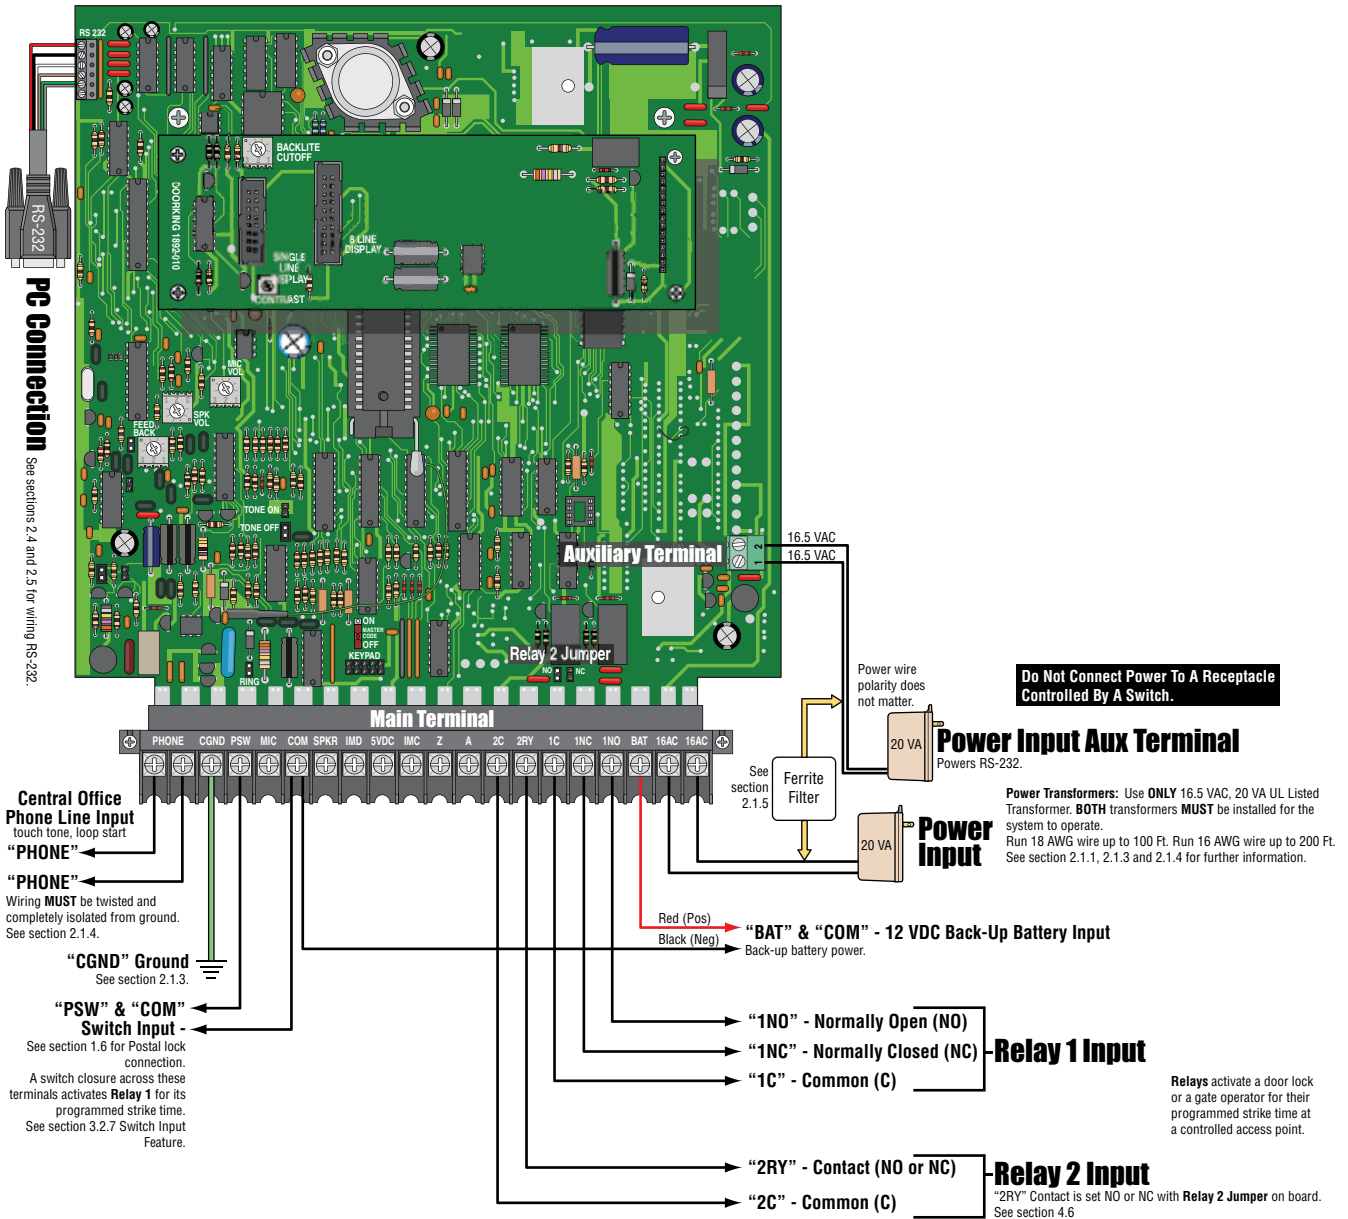 RS 232
BACKLITE
CUTOFF
DOORKING 1892-010
8 LINE
DISPLAY
SINGLE
LINE
DISPLAY
CONTRAST
RS-232
PC Connection
See sections 2.4 and 2.5 for wiring RS-232.
MIC
VOL
SPK
VOL
FEED
BACK
TONE ON
TONE OFF
Auxiliary Terminal
2
1
16.5 VAC
16.5 VAC
ON
MASTER
CODE
OFF
KEYPAD
RING
Relay 2 Jumper
NO
NC
Main Terminal
PHONE CGND PSW MIC COM SPKR IMD 5VDC IMC Z A 2C 2RY 1C 1NC 1NO BAT 16AC 16AC
Power wire
polarity does
not matter.
Do Not Connect Power To A Receptacle
Controlled By A Switch.
20 VA
Power Input Aux Terminal
Powers RS-232.
See
section
2.1.5
Ferrite
Filter
20 VA
Power
Input
Power Transformers: Use ONLY 16.5 VAC, 20 VA UL Listed
Transformer. BOTH transformers MUST be installed for the
system to operate.
Run 18 AWG wire up to 100 Ft. Run 16 AWG wire up to 200 Ft.
See section 2.1.1, 2.1.3 and 2.1.4 for further information.
Central Office
Phone Line Input
touch tone, loop start
“PHONE”
“PHONE”
Wiring MUST be twisted and
completely isolated from ground.
See section 2.1.4.
“CGND” Ground
See section 2.1.3.
“PSW” & “COM”
Switch Input -
See section 1.6 for Postal lock
connection.
A switch closure across these
terminals activates Relay 1 for its
programmed strike time.
See section 3.2.7 Switch Input
Feature.
Red (Pos)
Black (Neg)
“BAT” & “COM” - 12 VDC Back-Up Battery Input
Back-up battery power.
“1NO” - Normally Open (NO)
“1NC” - Normally Closed (NC)
“1C” - Common (C)
Relay 1 Input
Relays activate a door lock
or a gate operator for their
programmed strike time at
a controlled access point.
“2RY” - Contact (NO or NC)
“2C” - Common (C)
Relay 2 Input
“2RY” Contact is set NO or NC with Relay 2 Jumper on board.
See section 4.6